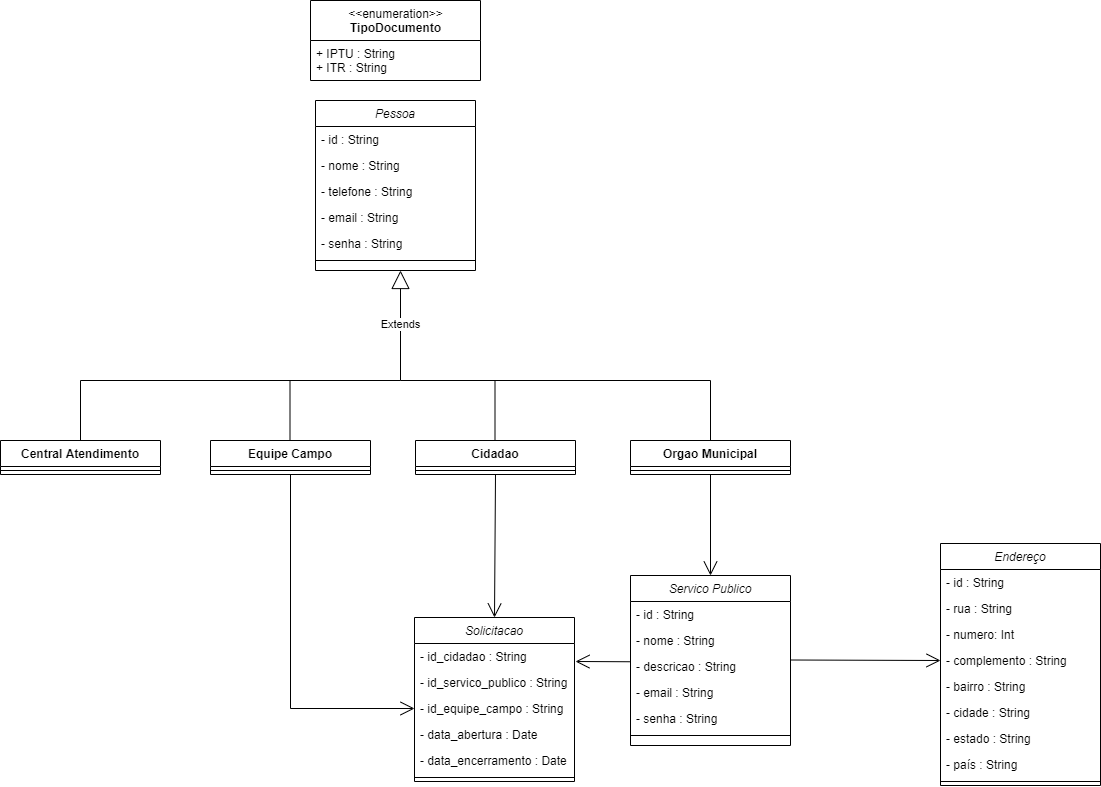 <<enumeration>>
TipoDocumento
+ IPTU : String
+ ITR : String
Pessoa
- id : String
- nome : String
- telefone : String
- email : String
- senha : String
Extends
Central Atendimento
Equipe Campo
Cidadao
Orgao Municipal
Solicitacao
- id_cidadao : String
- id_servico_publico : String
- id_equipe_campo : String
- data_abertura : Date
- data_encerramento : Date
Servico Publico
- id : String
- nome : String
- descricao : String
- email : String
- senha : String
Endereço
- id : String
- rua : String
- numero: Int
- complemento : String
- bairro : String
- cidade : String
- estado : String
- país : String